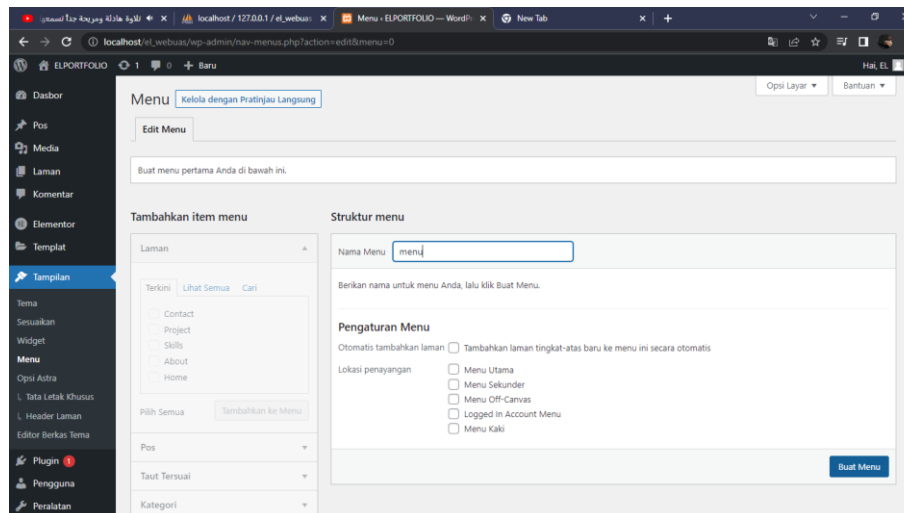 تلاوة هادئة ومريحة جداً تسمعه
localhost / 127.0.0.1 / el_webuas
Menu ‹ ELPORTFOLIO — WordPr
New Tab
localhost/el_webuas/wp-admin/nav-menus.php?action=edit&menu=0
ELPORTFOLIO 1 0 + Baru
Hai, EL
Opsi Layar
Bantuan
Dasbor
Pos
Media
Laman
Komentar
Elementor
Templat
Tampilan
Tema
Sesuaikan
Widget
Menu
Opsi Astra
Tata Letak Khusus
Header Laman
Editor Berkas Tema
Plugin 1
Pengguna
Peralatan
Menu Kelola dengan Pratinjau Langsung
Edit Menu
Buat menu pertama Anda di bawah ini.
Tambahkan item menu
Laman
Terkini Lihat Semua Cari
Contact
Project
Skills
About
Home
Pilih Semua Tambahkan ke Menu
Pos
Taut Tersuai
Kategori
Struktur menu
Nama Menu menu
Berikan nama untuk menu Anda, lalu klik Buat Menu.
Pengaturan Menu
Otomatis tambahkan laman Tambahkan laman tingkat-atas baru ke menu ini secara otomatis
Lokasi penayangan Menu Utama
Menu Sekunder
Menu Off-Canvas
Logged In Account Menu
Menu Kaki
Buat Menu